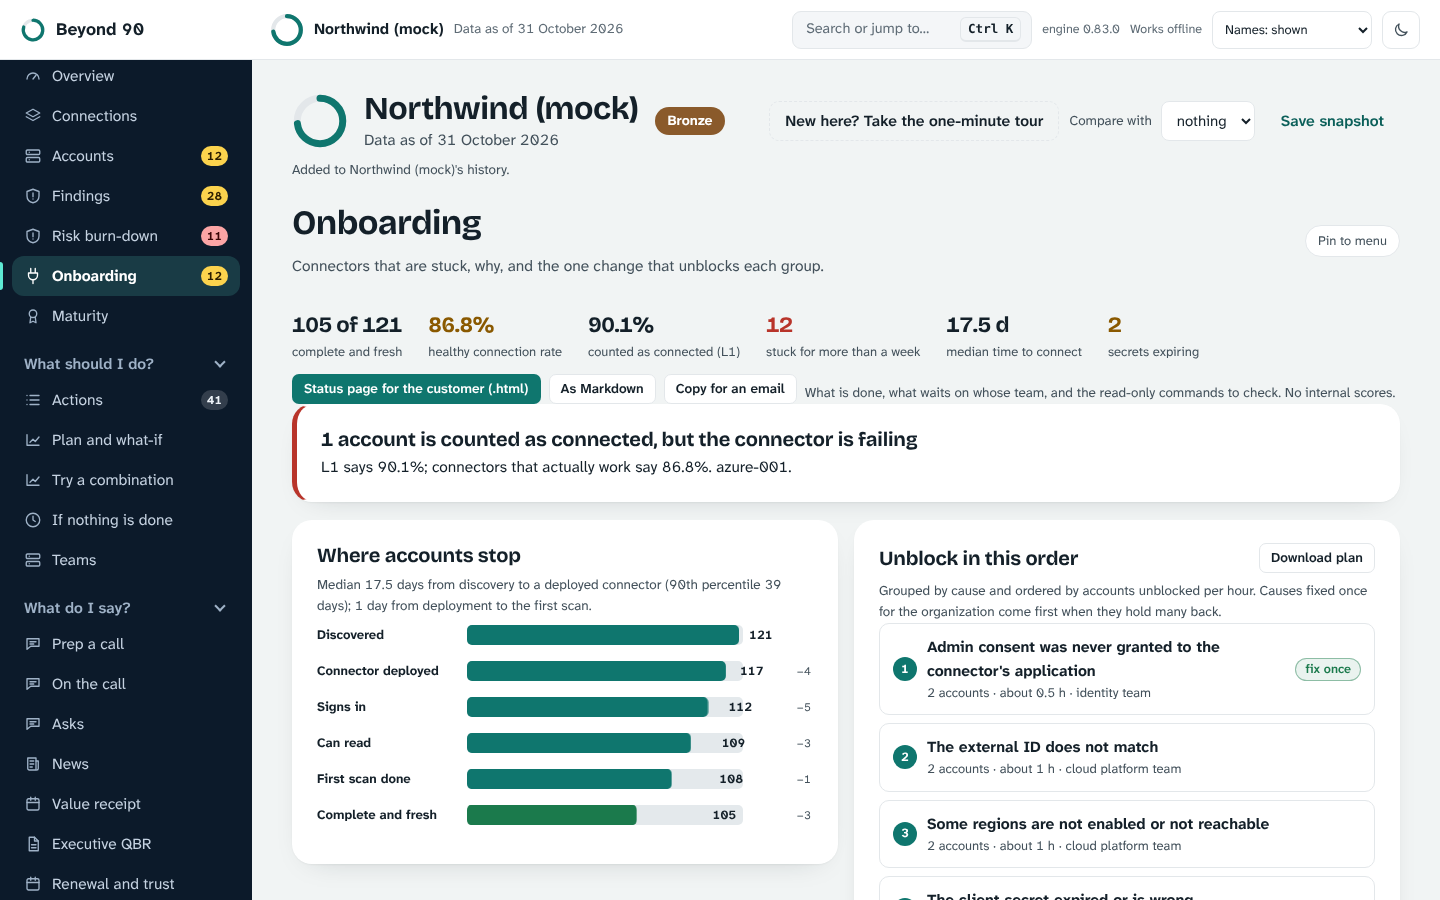 Beyond 90
Northwind (mock) Data as of 31 October 2026
Search or jump to... Ctrl K
engine 0.83.0 Works offline
Names: shown
Overview
Connections
Accounts 12
Findings 28
Risk burn-down 11
Onboarding 12
Maturity
What should I do?
Actions 41
Plan and what-if
Try a combination
If nothing is done
Teams
What do I say?
Prep a call
On the call
Asks
News
Value receipt
Executive QBR
Renewal and trust
Northwind (mock) Bronze
Data as of 31 October 2026
New here? Take the one-minute tour
Compare with nothing
Save snapshot
Added to Northwind (mock)'s history.
Onboarding
Connectors that are stuck, why, and the one change that unblocks each group.
Pin to menu
105 of 121
complete and fresh
86.8%
healthy connection rate
90.1%
counted as connected (L1)
12
stuck for more than a week
17.5 d
median time to connect
2
secrets expiring
Status page for the customer (.html) As Markdown Copy for an email What is done, what waits on whose team, and the read-only commands to check. No internal scores.
1 account is counted as connected, but the connector is failing
L1 says 90.1%; connectors that actually work say 86.8%. azure-001.
Where accounts stop
Median 17.5 days from discovery to a deployed connector (90th percentile 39
days); 1 day from deployment to the first scan.
Discovered 121
Connector deployed 117 −4
Signs in 112 −5
Can read 109 −3
First scan done 108 −1
Complete and fresh 105 −3
Unblock in this order
Download plan
Grouped by cause and ordered by accounts unblocked per hour. Causes fixed once
for the organization come first when they hold many back.
1 Admin consent was never granted to the
connector's application
2 accounts · about 0.5 h · identity team
fix once
2 The external ID does not match
2 accounts · about 1 h · cloud platform team
3 Some regions are not enabled or not reachable
2 accounts · about 1 h · cloud platform team
The client secret expired or is wrong